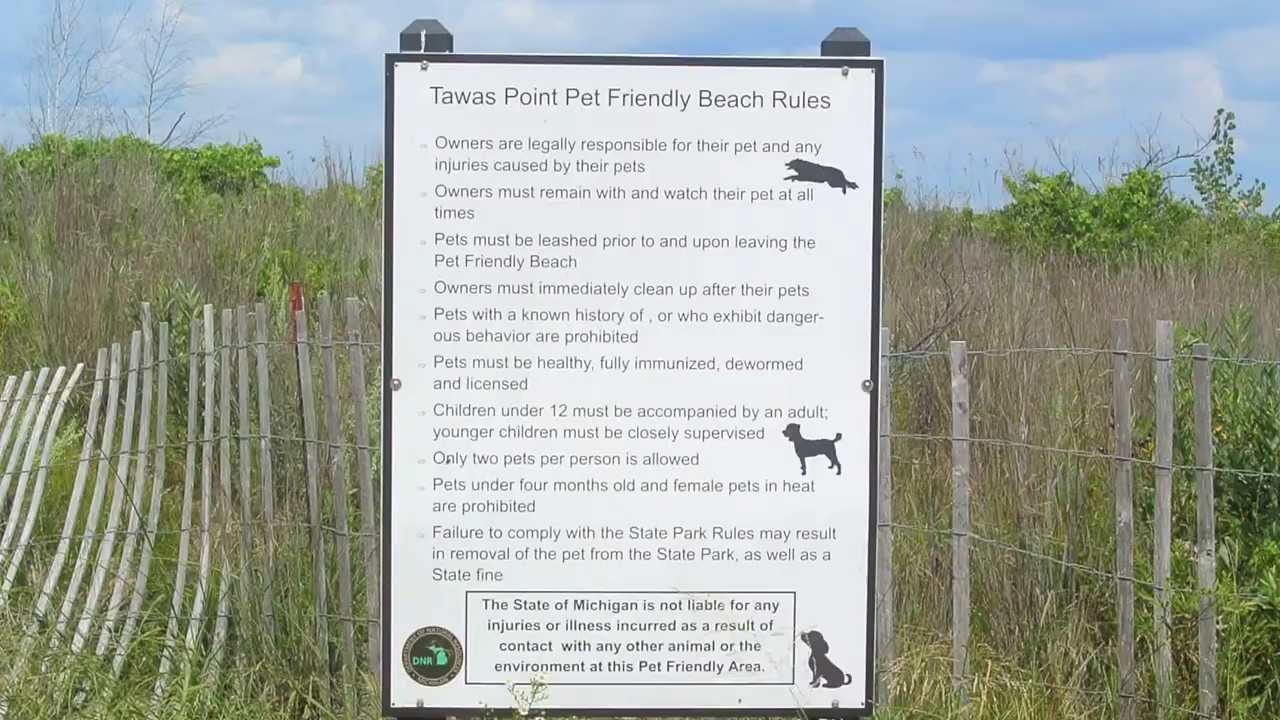 Tawas Point Pet Friendly Beach Rules
Owners are legally responsible for their pet and any
injuries caused by their pets
Owners must remain with and watch their pet at all
times
Pets must be leashed prior to and upon leaving the
Pet Friendly Beach
Owners must immediately clean up after their pets
Pets with a known history of , or who exhibit danger-
ous behavior are prohibited
Pets must be healthy, fully immunized, dewormed
and licensed
Children under 12 must be accompanied by an adult;
younger children must be closely supervised
Only two pets per person is allowed
Pets under four months old and female pets in heat
are prohibited
Failure to comply with the State Park Rules may result
in removal of the pet from the State Park, as well as a
State fine
The State of Michigan is not liable for any
injuries or illness incurred as a result of
contact with any other animal or the
environment at this Pet Friendly Area.
DNR